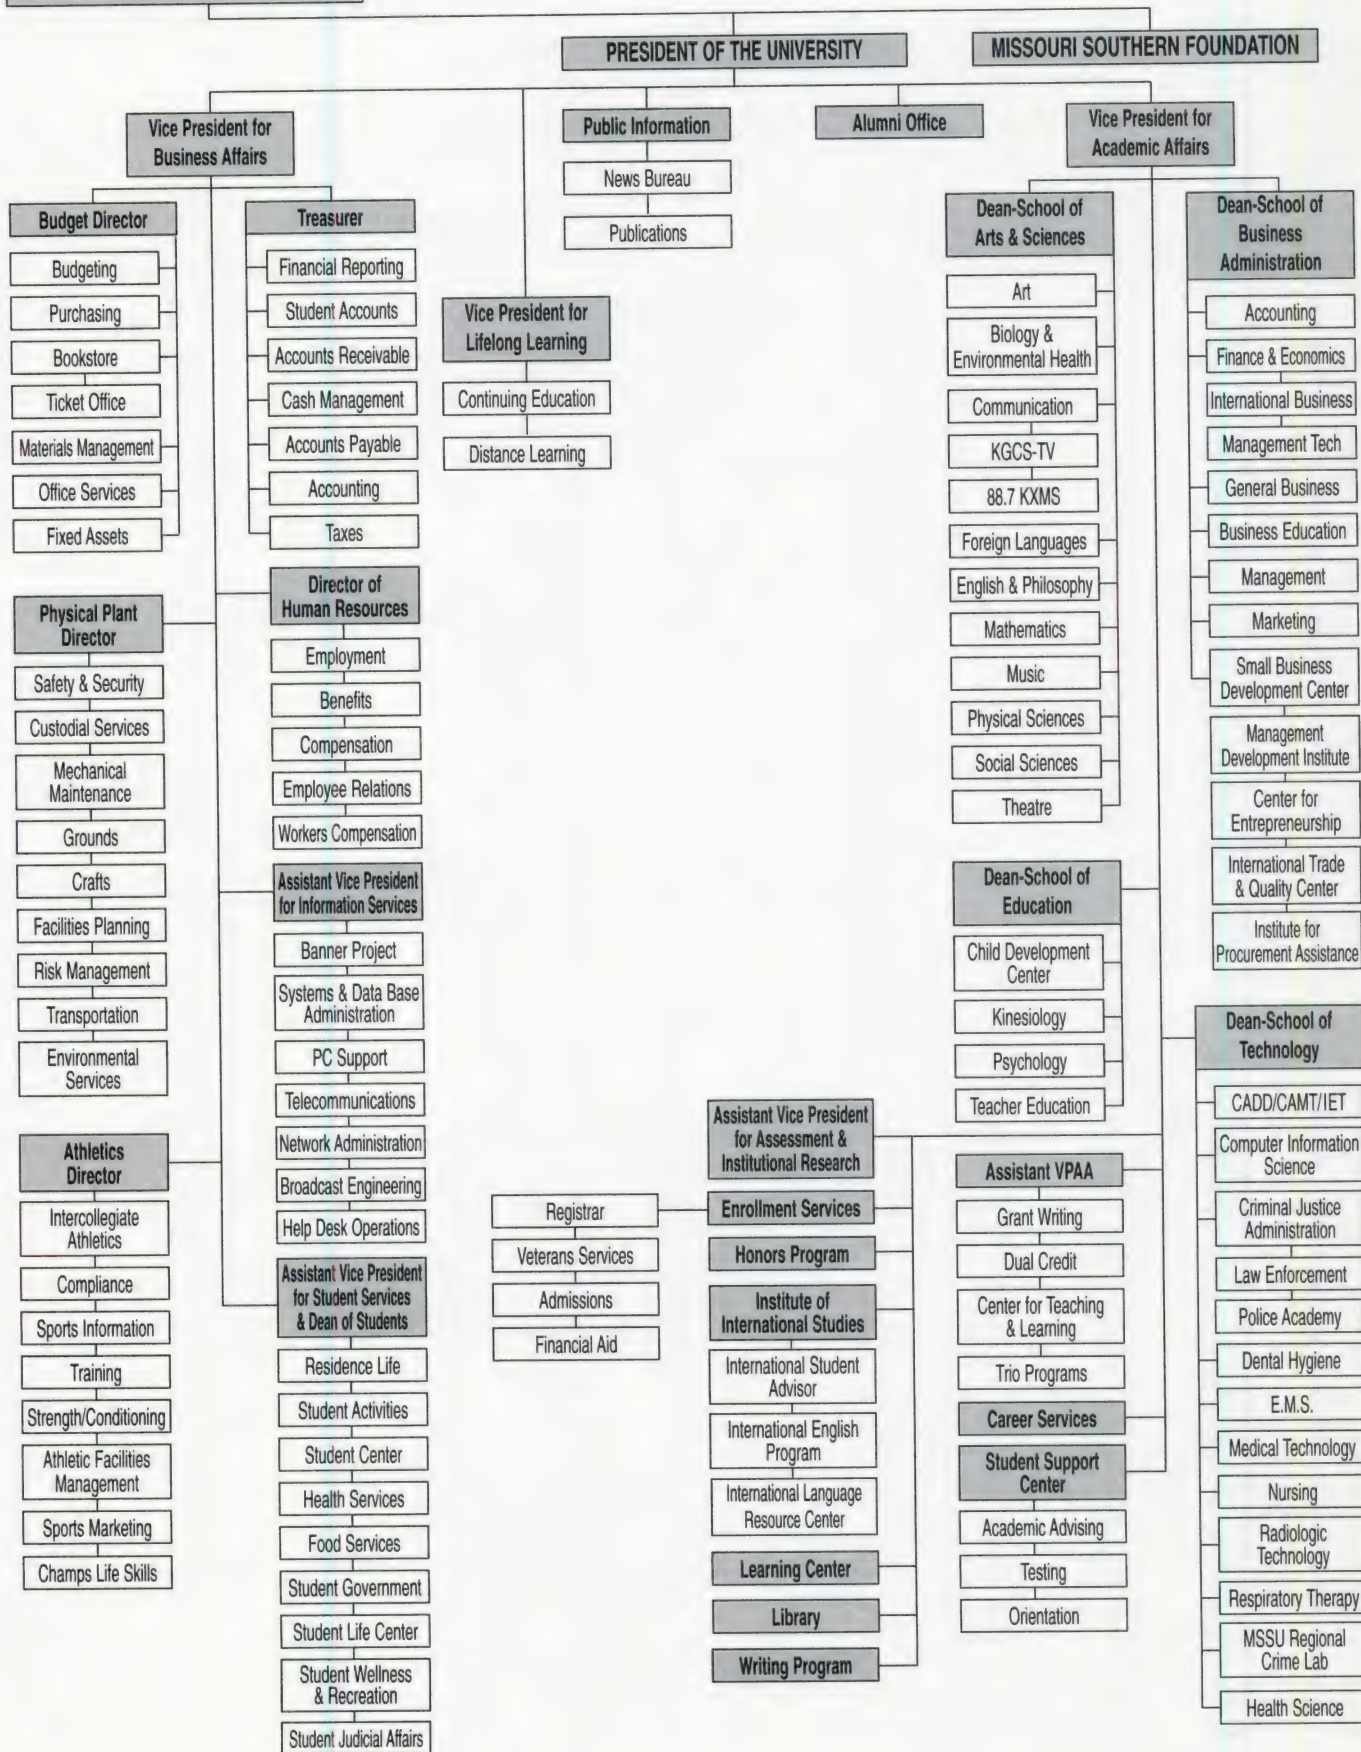 PRESIDENT OF THE UNIVERSITY
MISSOURI SOUTHERN FOUNDATION
Vice President for
Business Affairs
Public Information
News Bureau
Publications
Alumni Office
Vice President for
Academic Affairs
Budget Director
Budgeting
Purchasing
Bookstore
Ticket Office
Materials Management
Office Services
Fixed Assets
Treasurer
Financial Reporting
Student Accounts
Accounts Receivable
Cash Management
Accounts Payable
Accounting
Taxes
Vice President for
Lifelong Learning
Continuing Education
Distance Learning
Dean-School of
Arts & Sciences
Art
Biology &
Environmental Health
Communication
KGCS-TV
88.7 KXMS
Foreign Languages
English & Philosophy
Mathematics
Music
Physical Sciences
Social Sciences
Theatre
Dean-School of
Business
Administration
Accounting
Finance & Economics
International Business
Management Tech
General Business
Business Education
Management
Marketing
Small Business
Development Center
Management
Development Institute
Center for
Entrepreneurship
International Trade
& Quality Center
Institute for
Procurement Assistance
Physical Plant
Director
Safety & Security
Custodial Services
Mechanical
Maintenance
Grounds
Crafts
Facilities Planning
Risk Management
Transportation
Environmental
Services
Director of
Human Resources
Employment
Benefits
Compensation
Employee Relations
Workers Compensation
Assistant Vice President
for Information Services
Banner Project
Systems & Data Base
Administration
PC Support
Telecommunications
Network Administration
Broadcast Engineering
Help Desk Operations
Athletics
Director
Intercollegiate
Athletics
Compliance
Sports Information
Training
Strength/Conditioning
Athletic Facilities
Management
Sports Marketing
Champs Life Skills
Assistant Vice President
for Student Services
& Dean of Students
Residence Life
Student Activities
Student Center
Health Services
Food Services
Student Government
Student Life Center
Student Wellness
& Recreation
Student Judicial Affairs
Dean-School of
Education
Child Development
Center
Kinesiology
Psychology
Teacher Education
Dean-School of
Technology
CADD/CAMT/IET
Computer Information
Science
Criminal Justice
Administration
Law Enforcement
Police Academy
Dental Hygiene
E.M.S.
Medical Technology
Nursing
Radiologic
Technology
Respiratory Therapy
MSSU Regional
Crime Lab
Health Science
Assistant Vice President
for Assessment &
Institutional Research
Enrollment Services
Registrar
Veterans Services
Admissions
Financial Aid
Honors Program
Institute of
International Studies
International Student
Advisor
International English
Program
International Language
Resource Center
Learning Center
Library
Writing Program
Assistant VPAA
Grant Writing
Dual Credit
Center for Teaching
& Learning
Trio Programs
Career Services
Student Support
Center
Academic Advising
Testing
Orientation